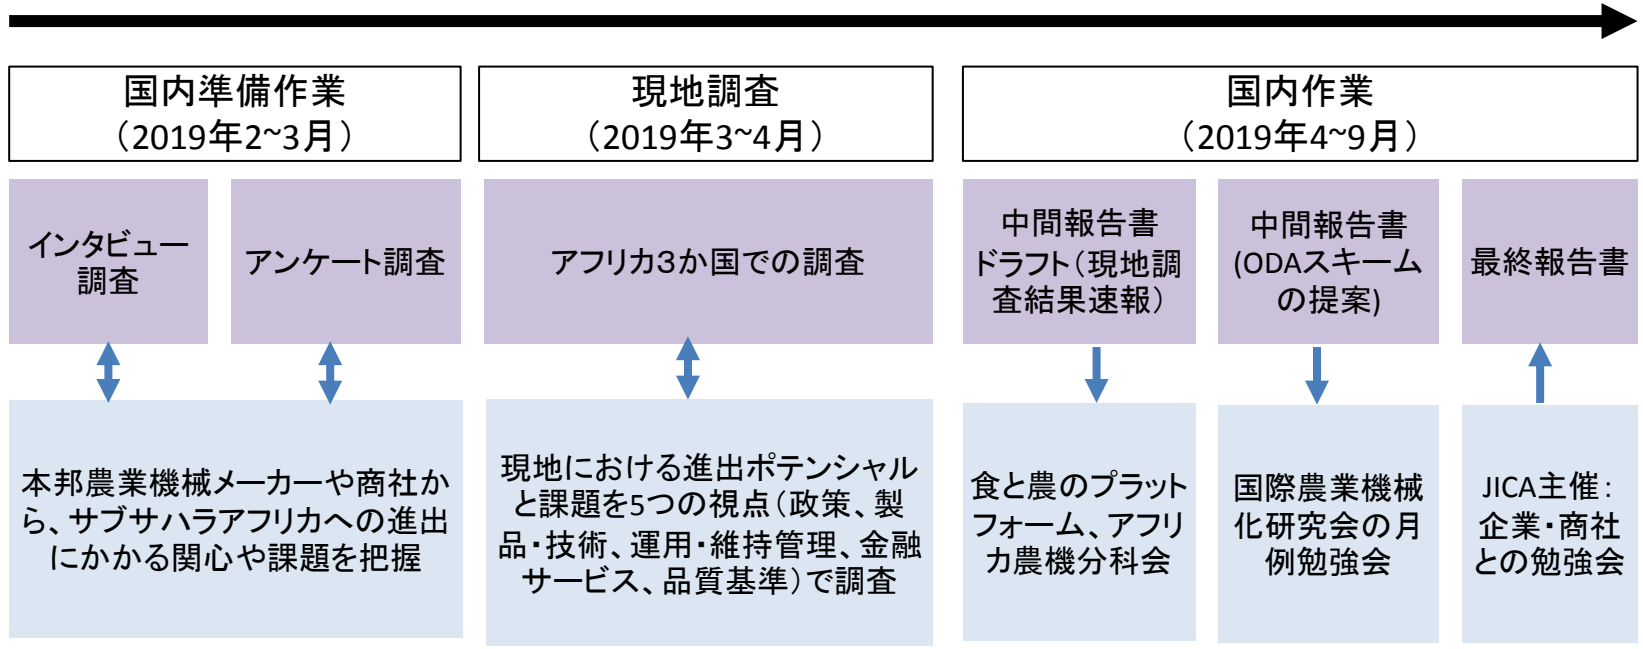 国内準備作業
（2019年2~3月）
現地調査
（2019年3~4月）
国内作業
（2019年4~9月）
インタビュー
調査
アンケート調査
アフリカ３か国での調査
中間報告書
ドラフト（現地調
査結果速報）
中間報告書
(ODAスキーム
の提案)
最終報告書
本邦農業機械メーカーや商社か
ら、サブサハラアフリカへの進出
にかかる関心や課題を把握
現地における進出ポテンシャル
と課題を5つの視点（政策、製
品・技術、運用・維持管理、金融
サービス、品質基準）で調査
食と農のプラット
フォーム、アフリ
カ農機分科会
国際農業機械
化研究会の月
例勉強会
JICA主催：
企業・商社
との勉強会